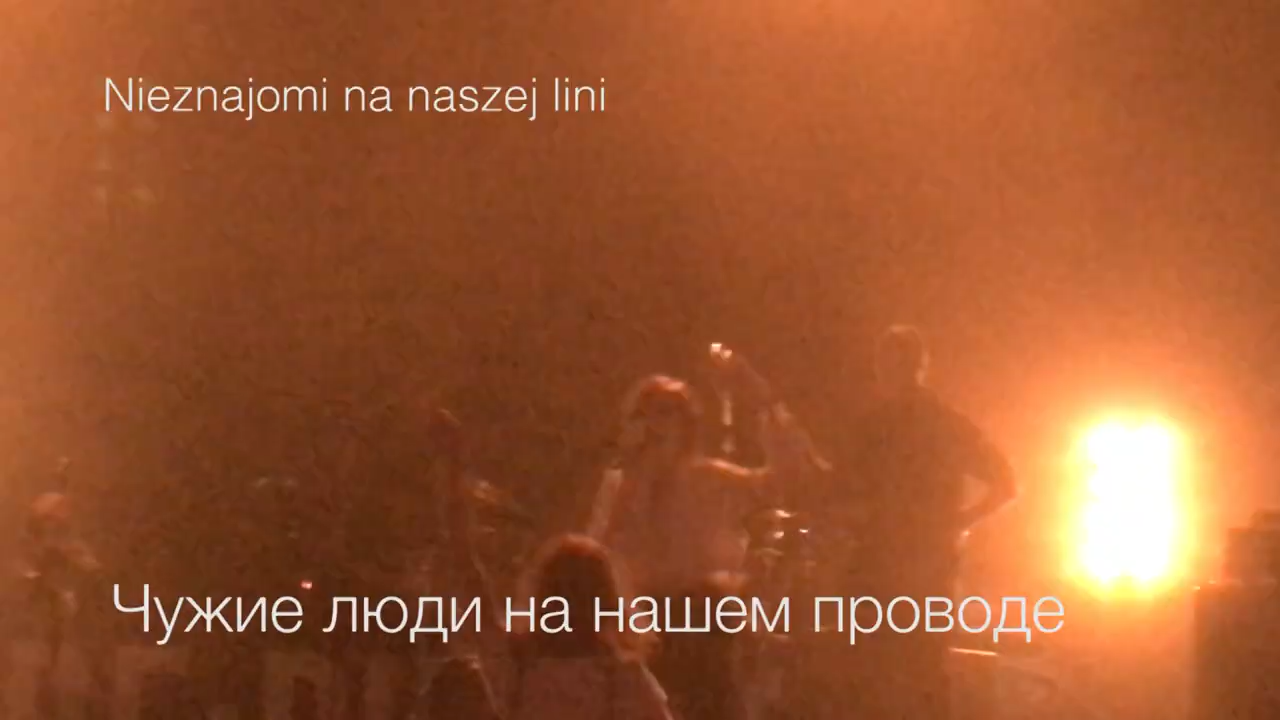 Nieznajomi na naszej lini
Чужие люди на нашем проводе